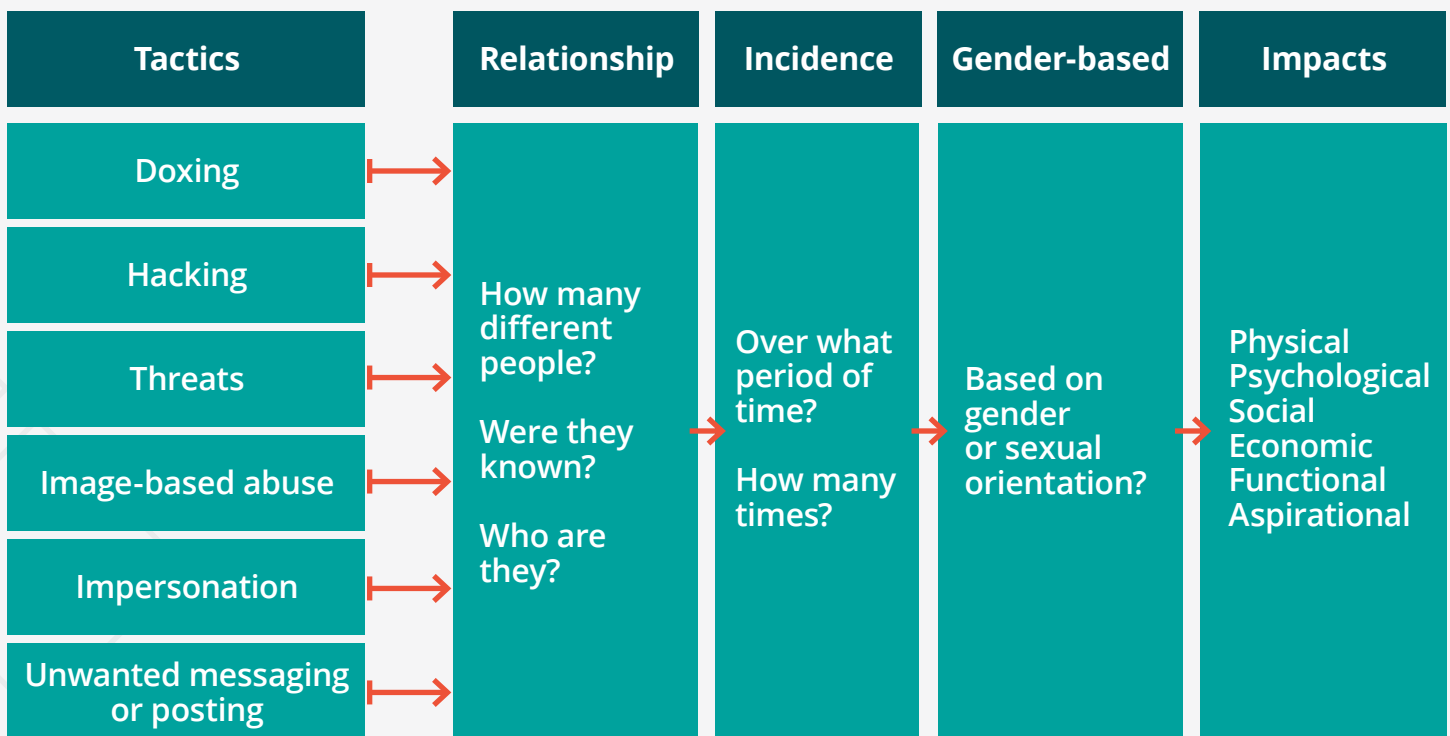 Tactics
Relationship
Incidence
Gender-based
Impacts
Doxing
Hacking
Threats
Image-based abuse
Impersonation
Unwanted messaging
or posting
How many
different
people?
Were they
known?
Who are
they?
Over what
period of
time?
How many
times?
Based on
gender
or sexual
orientation?
Physical
Psychological
Social
Economic
Functional
Aspirational